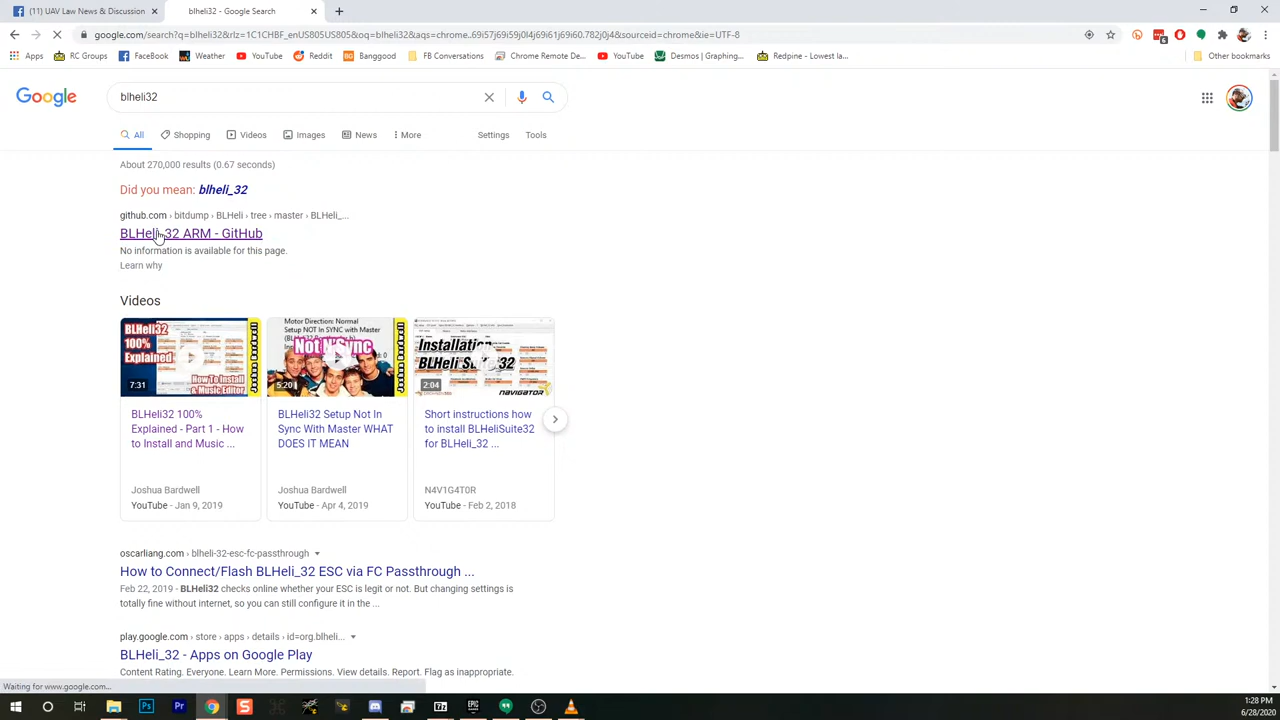 (11) UAV Law News & Discussion
blheli32 - Google Search
google.com/search?q=blheli32&rlz=1C1CHBF_enUS805US805&oq=blheli32&aqs=chrome..69i57j69i59j0l4j69i61j69i60.782j0j4&sourceid=chrome&ie=UTF-8
6
Apps
RC Groups
FaceBook
Weather
YouTube
Reddit
Banggood
FB Conversations
Chrome Remote De...
YouTube
Desmos | Graphing...
Redpine - Lowest la...
Other bookmarks
Google
blheli32
All
Shopping
Videos
Images
News
More
Settings
Tools
About 270,000 results (0.67 seconds)
Did you mean: blheli_32
github.com › bitdump › BLHeli › tree › master › BLHeli_...
BLHeli_32 ARM - GitHub
No information is available for this page.
Learn why
Videos
BLHeli32
100%
Explained
How To Install
& Music Editor
7:31
Motor Direction: Normal
Setup NOT In SYNC with Master
Not N Sync
5:20
Installation
2:04
NAVIGATOR
BLHeli32 100%
Explained - Part 1 - How
to Install and Music ...
Joshua Bardwell
YouTube - Jan 9, 2019
BLHeli32 Setup Not In
Sync With Master WHAT
DOES IT MEAN
Joshua Bardwell
YouTube - Apr 4, 2019
Short instructions how
to install BLHeliSuite32
for BLHeli_32 ...
N4V1G4T0R
YouTube - Feb 2, 2018
oscarliang.com › blheli-32-esc-fc-passthrough
How to Connect/Flash BLHeli_32 ESC via FC Passthrough ...
Feb 22, 2019 - BLHeli32 checks online whether your ESC is legit or not. But changing settings is
totally fine without internet, so you can still configure it in the ...
play.google.com › store › apps › details › id=org.blheli...
BLHeli_32 - Apps on Google Play
Content Rating. Everyone. Learn More. Permissions. View details. Report. Flag as inappropriate.
Waiting for www.google.com...
1:28 PM
6/28/2020